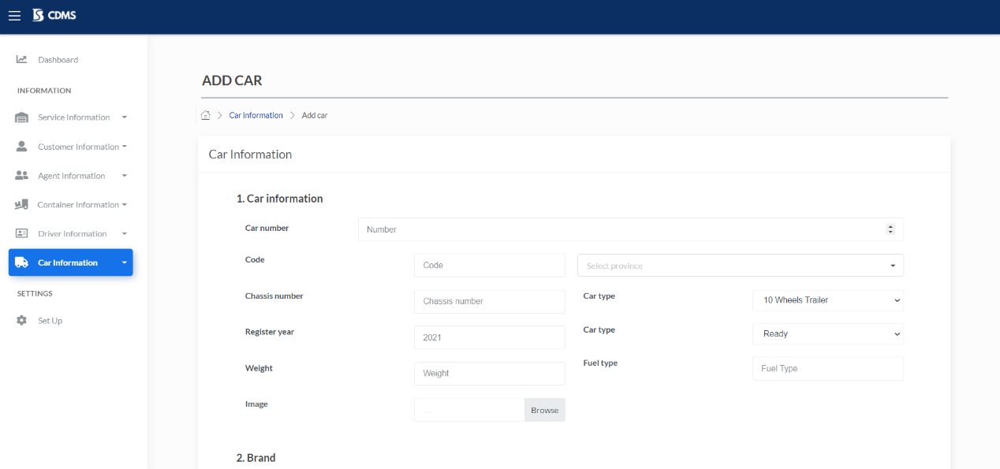 CDMS
Dashboard
INFORMATION
Service Information
Customer Information
Agent Information
Container Information
Driver Information
Car Information
SETTINGS
Set Up
ADD CAR
Car information > Add car
Car Information
1. Car information
Car number Number
Code Code Select province
Chassis number Chassis number Car type 10 Wheels Trailer
Register year 2021 Car type Ready
Weight Weight Fuel type Fuel Type
Image Browse
2. Brand